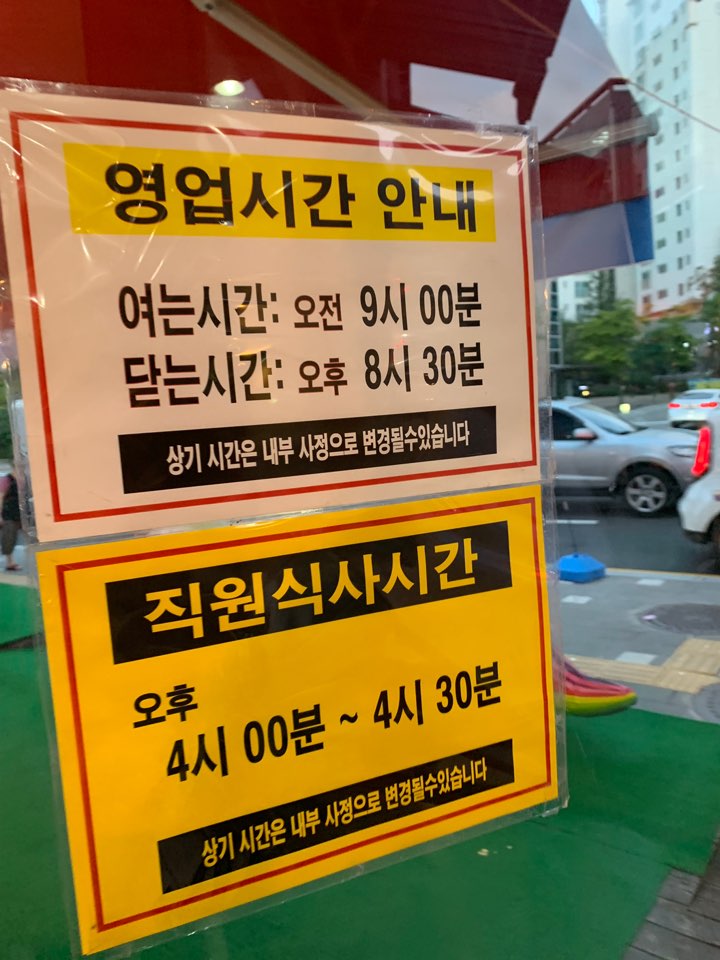 영업시간 안내
여는시간: 오전 9시 00분
닫는시간: 오후 8시 30분
상기 시간은 내부 사정으로 변경될수있습니다
직원식사시간
오후
4시 00분 ~ 4시 30분
상기 시간은 내부 사정으로 변경될수있습니다